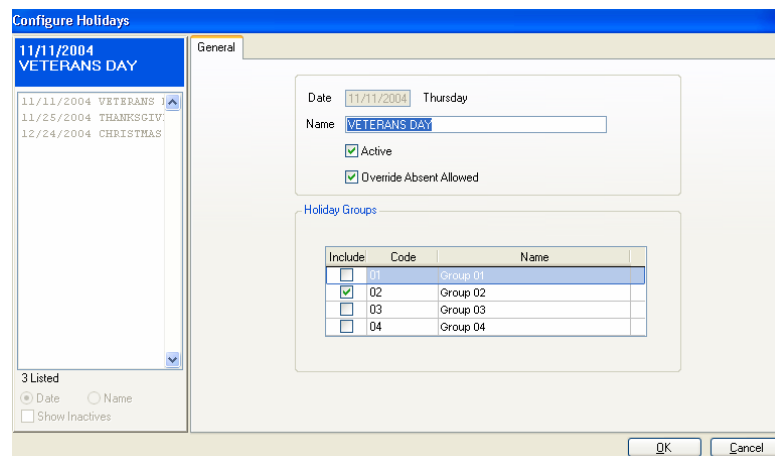 Configure Holidays
11/11/2004
VETERANS DAY
11/11/2004 VETERANS
11/25/2004 THANKSGIV
12/24/2004 CHRISTMAS
3 Listed
Date Name
Show Inactives
General
Date 11/11/2004 Thursday
Name VETERANS DAY
Active
Override Absent Allowed
Holiday Groups
Include Code Name
01 Group 01
02 Group 02
03 Group 03
04 Group 04
OK Cancel